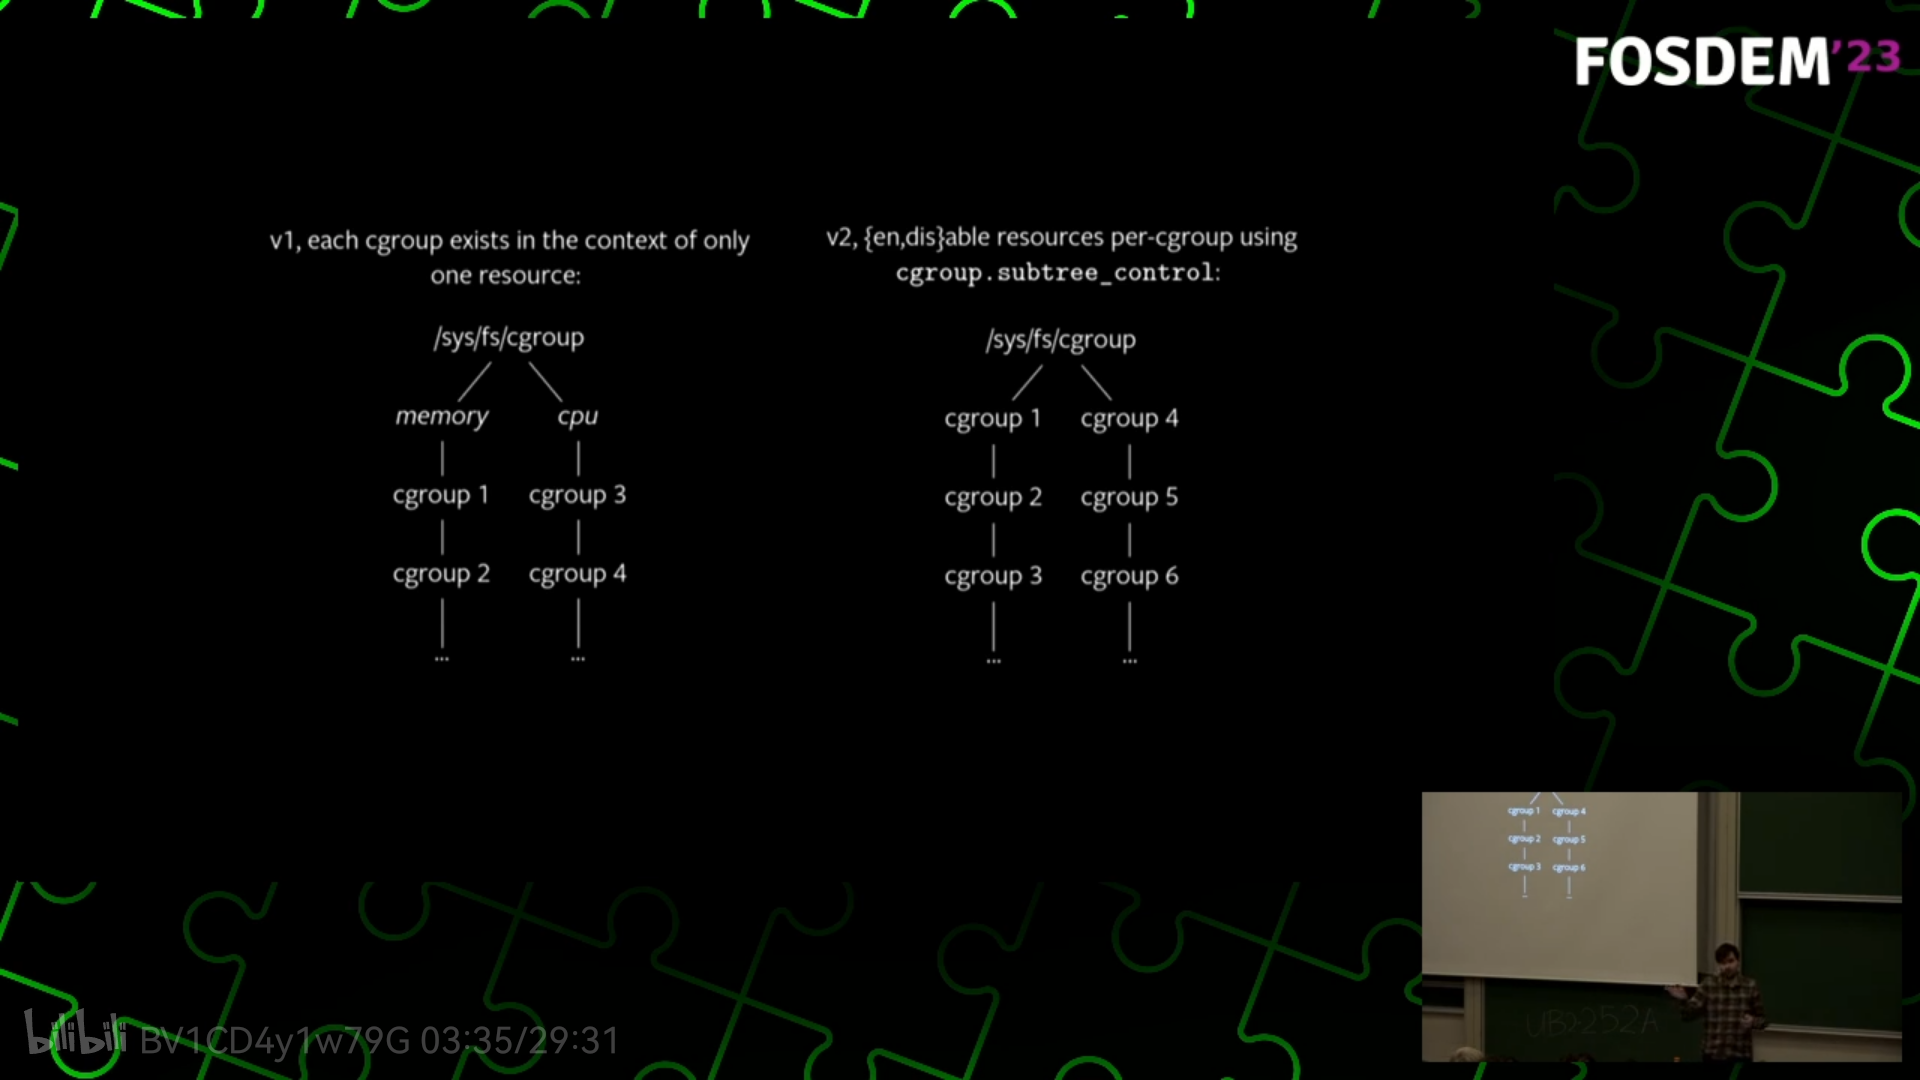 FOSDEM'23
v1, each cgroup exists in the context of only
one resource:
/sys/fs/cgroup
memory cpu
cgroup 1 cgroup 3
cgroup 2 cgroup 4
... ...
v2, {en,dis}able resources per-cgroup using
cgroup.subtree_control:
/sys/fs/cgroup
cgroup 1 cgroup 4
cgroup 2 cgroup 5
cgroup 3 cgroup 6
... ...
cgroup 1 cgroup 4
cgroup 2 cgroup 5
cgroup 3 cgroup 6
UB2.252A
bilibili BV1CD4y1w79G 03:35/29:31